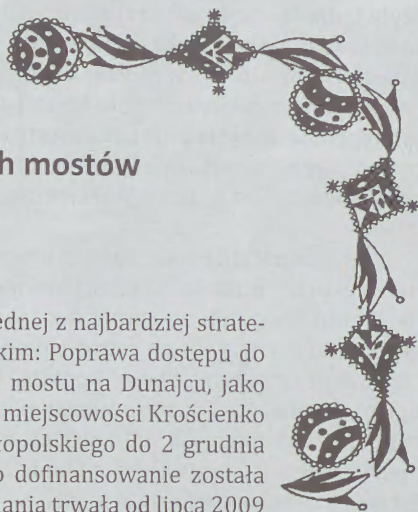 h mostów
ednej z najbardziej strate-
kim: Poprawa dostępu do
mostu na Dunajcu, jako
miejscowości Krościenko
opolskiego do 2 grudnia
o dofinansowanie została
ania trwała od lipca 2009